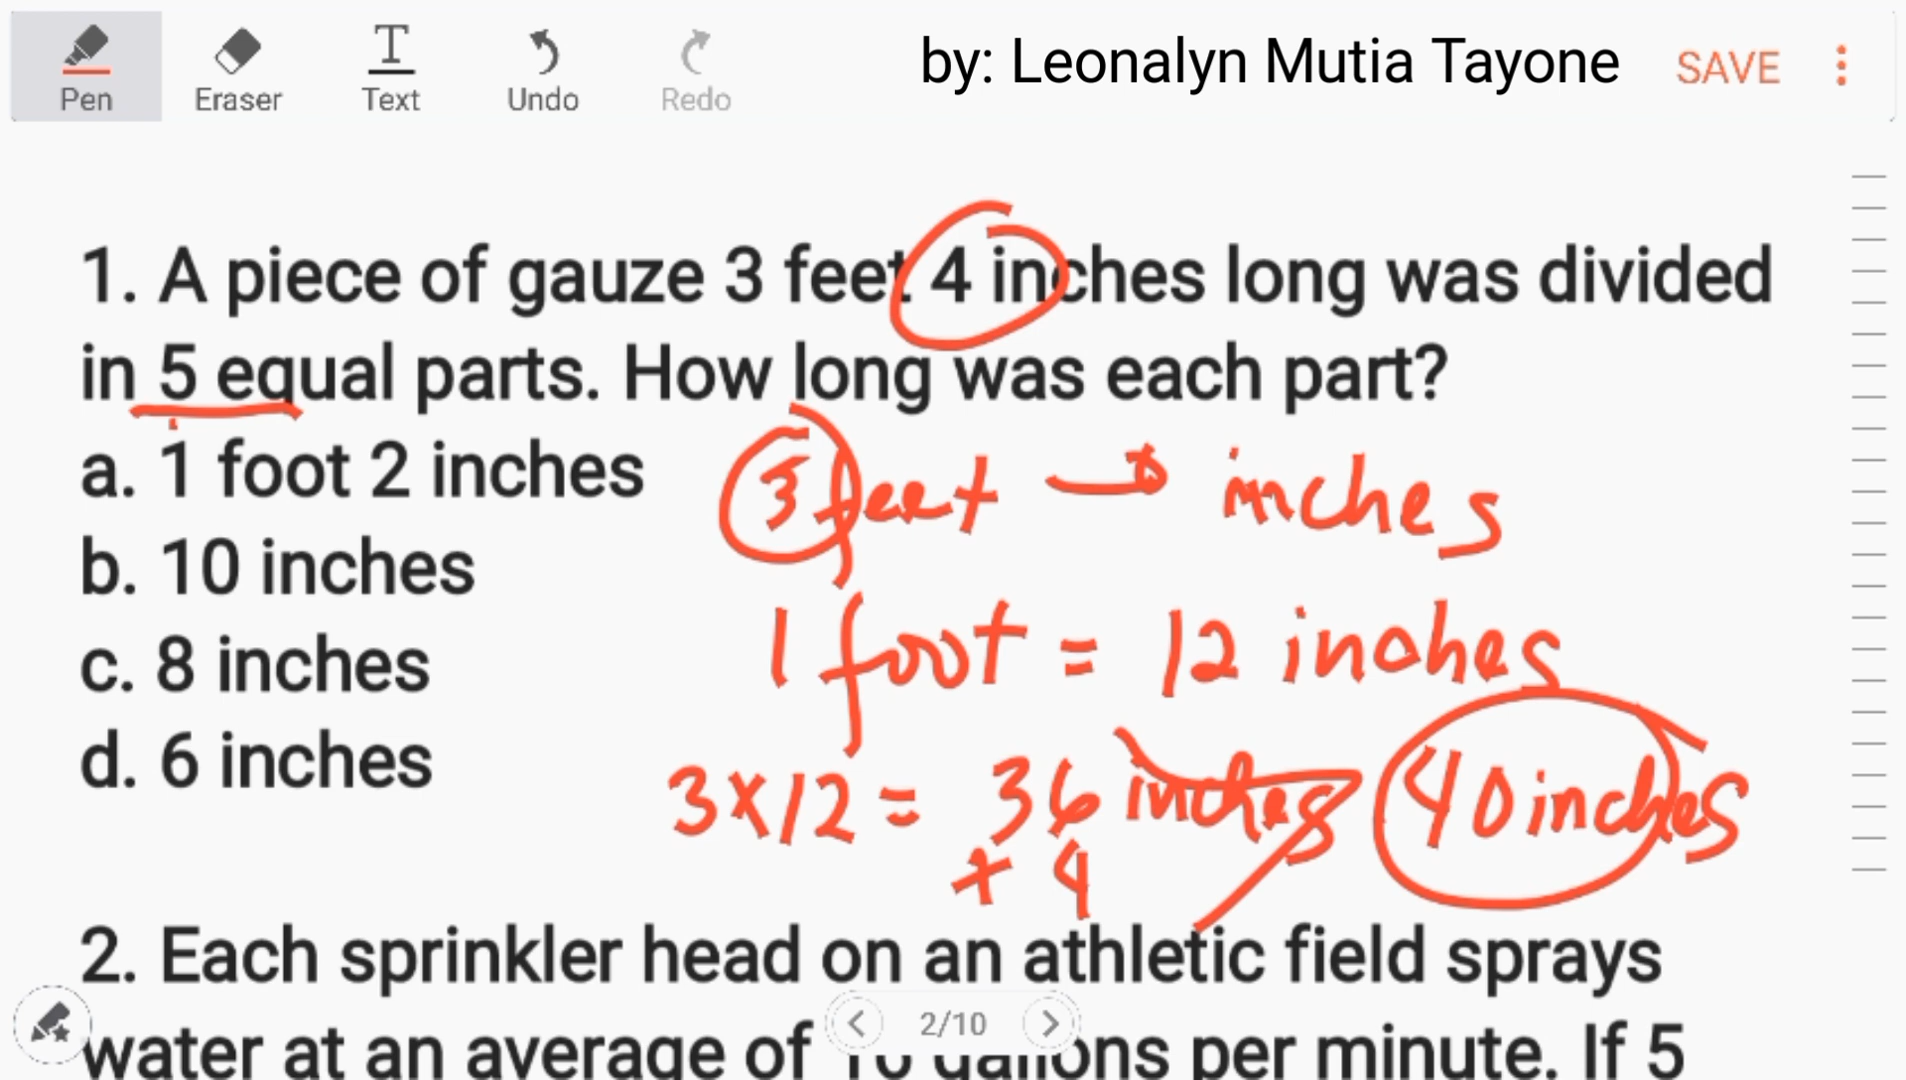 Pen Eraser Text Undo Redo by: Leonalyn Mutia Tayone SAVE
1. A piece of gauze 3 feet 4 inches long was divided
in 5 equal parts. How long was each part?
a. 1 foot 2 inches
3 feet → inches
b. 10 inches
1 foot = 12 inches
c. 8 inches
d. 6 inches
3x12 = 36 inches 40 inches
+ 4
2. Each sprinkler head on an athletic field sprays
2/10
water at an average of gallons per minute. If 5